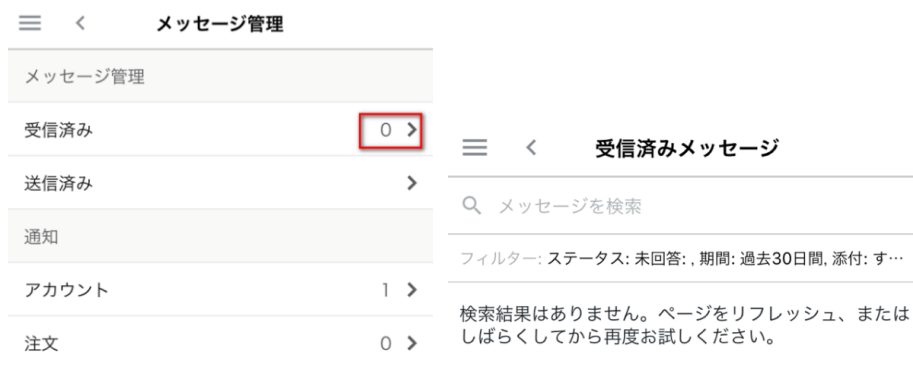 メッセージ管理
メッセージ管理
受信済み 0
送信済み
通知
アカウント 1
注文 0
受信済みメッセージ
メッセージを検索
フィルター: ステータス: 未回答: , 期間: 過去30日間, 添付: す…
検索結果はありません。ページをリフレッシュ、または
しばらくしてから再度お試しください。